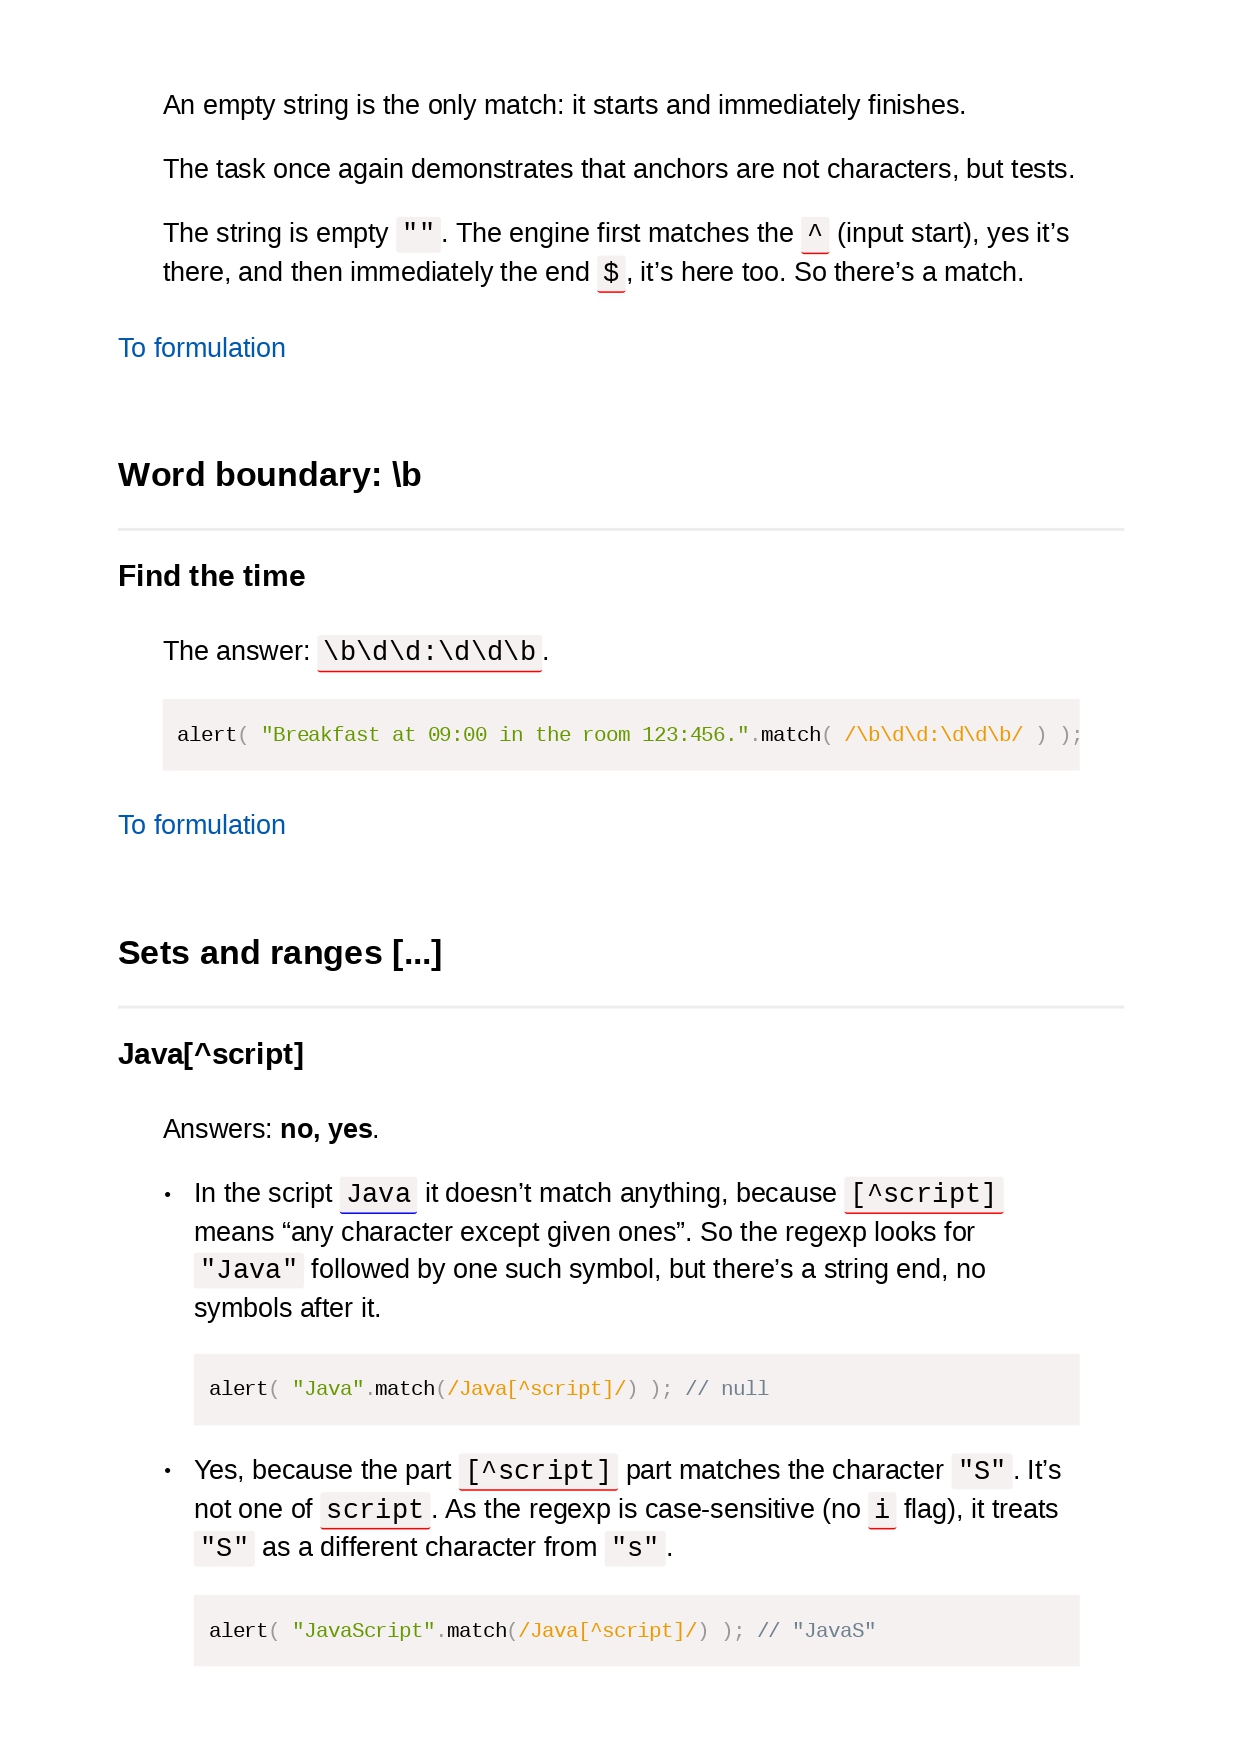 An empty string is the only match: it starts and immediately finishes.
The task once again demonstrates that anchors are not characters, but tests.
The string is empty "". The engine first matches the ^ (input start), yes it’s
there, and then immediately the end $, it’s here too. So there’s a match.
To formulation
Word boundary: \b
Find the time
The answer: \b\d\d:\d\d\b.
alert( "Breakfast at 09:00 in the room 123:456.".match( /\b\d\d:\d\d\b/ ) );
To formulation
Sets and ranges [...]
Java[^script]
Answers: no, yes.
• In the script Java it doesn’t match anything, because [^script]
means “any character except given ones”. So the regexp looks for
"Java" followed by one such symbol, but there’s a string end, no
symbols after it.
alert( "Java".match(/Java[^script]/) ); // null
• Yes, because the part [^script] part matches the character "S". It’s
not one of script. As the regexp is case-sensitive (no i flag), it treats
"S" as a different character from "s".
alert( "JavaScript".match(/Java[^script]/) ); // "JavaS"